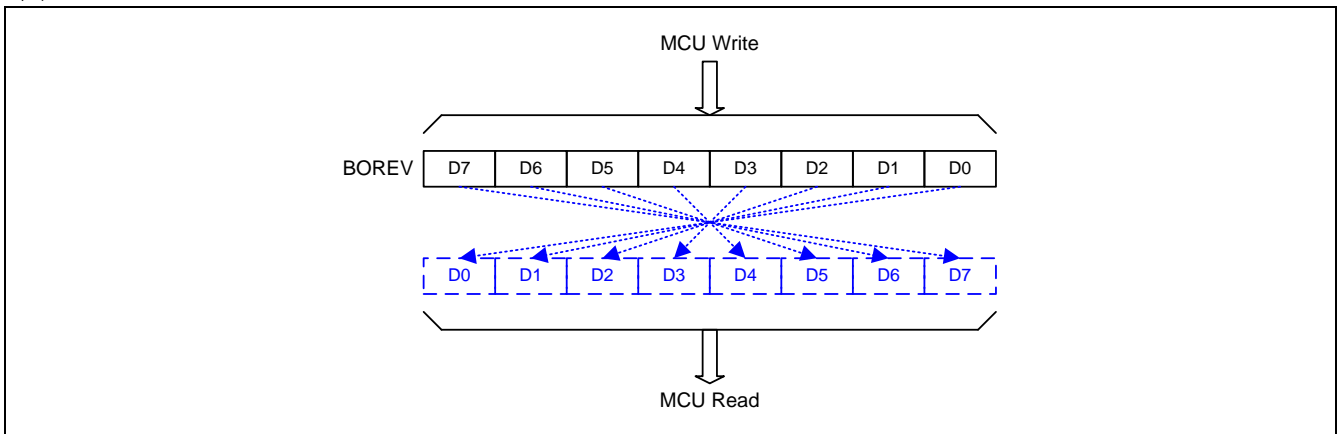 MCU Write
BOREV D7 D6 D5 D4 D3 D2 D1 D0
D0 D1 D2 D3 D4 D5 D6 D7
MCU Read